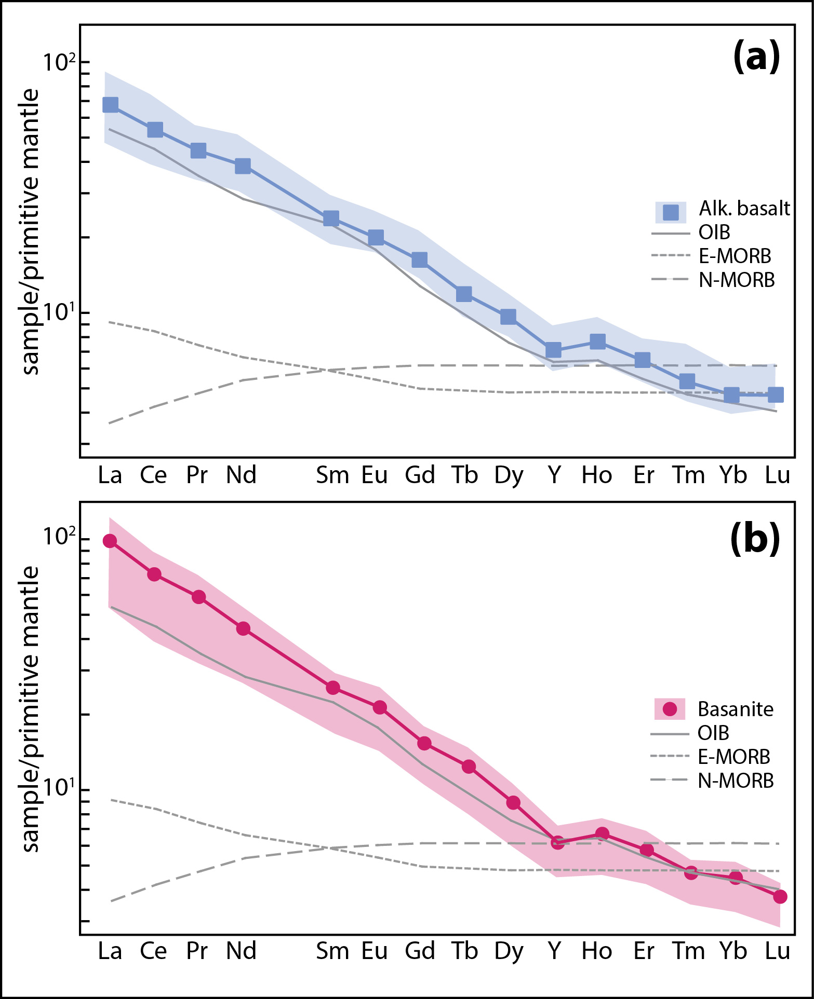 (a)
10²
10¹
sample/primitive mantle
Alk. basalt
OIB
E-MORB
N-MORB
La Ce Pr Nd Sm Eu Gd Tb Dy Y Ho Er Tm Yb Lu
(b)
10²
10¹
sample/primitive mantle
Basanite
OIB
E-MORB
N-MORB
La Ce Pr Nd Sm Eu Gd Tb Dy Y Ho Er Tm Yb Lu